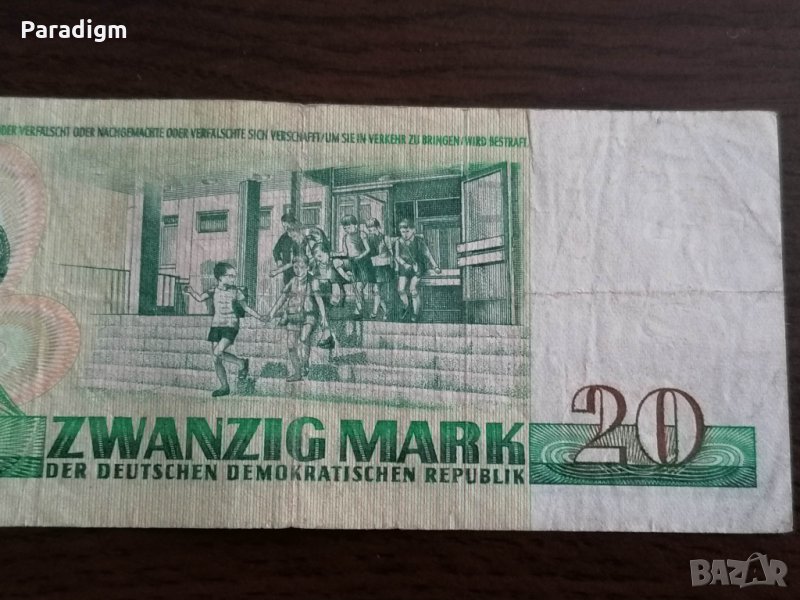 Paradigm
ODER VERFÄLSCHT ODER NACHGEMACHTE ODER VERFÄLSCHTE SICH VERSCHAFFT/UM SIE IN VERKEHR ZU BRINGEN/WIRD BESTRAFT.
ZWANZIG MARK
20
DER DEUTSCHEN DEMOKRATISCHEN REPUBLIK
BAZAR